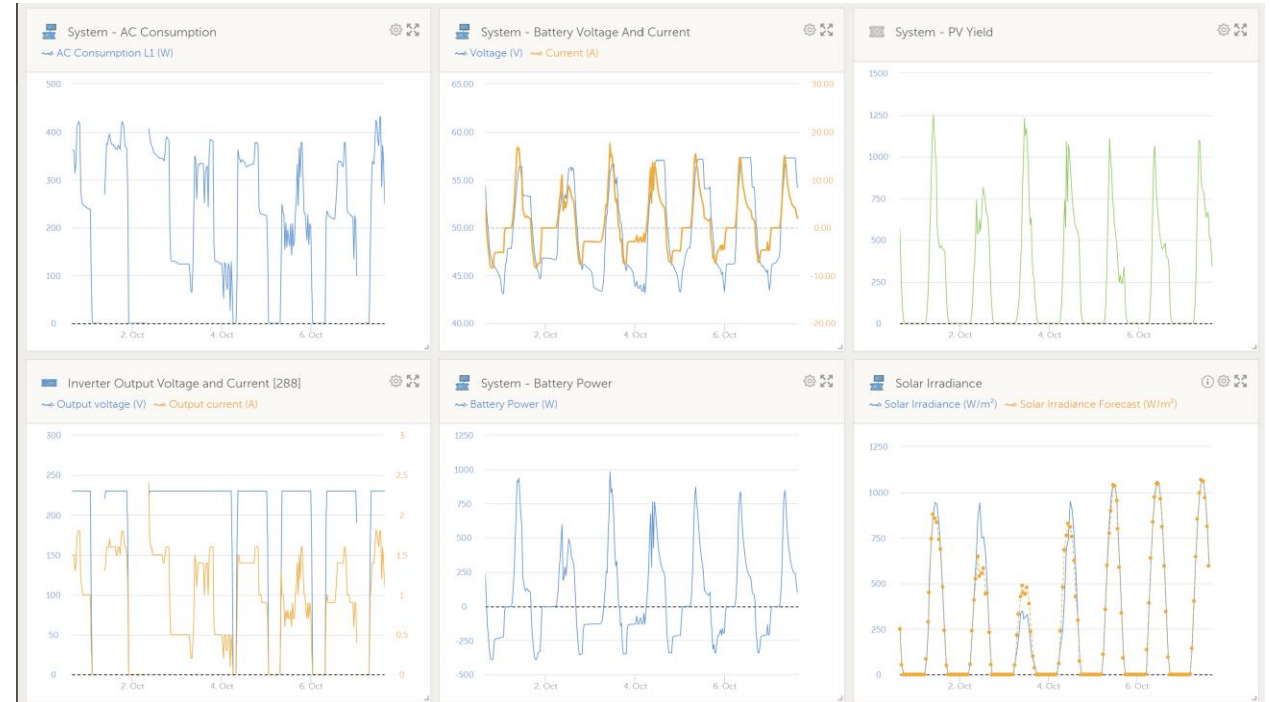 System - AC Consumption
AC Consumption L1 (W)
500
400
300
200
100
0
2. Oct 4. Oct 6. Oct
System - Battery Voltage And Current
Voltage (V) Current (A)
65.00 30.00
60.00 20.00
55.00 10.00
50.00 0.00
45.00 -10.00
40.00 -20.00
2. Oct 4. Oct 6. Oct
System - PV Yield
1500
1250
1000
750
500
250
0
2. Oct 4. Oct 6. Oct
Inverter Output Voltage and Current [288]
Output voltage (V) Output current (A)
300 3
250 2.5
200 2
150 1.5
100 1
50 0.5
0 0
2. Oct 4. Oct 6. Oct
System - Battery Power
Battery Power (W)
1250
1000
750
500
250
0
-250
-500
2. Oct 4. Oct 6. Oct
Solar Irradiance
Solar Irradiance (W/m²) Solar Irradiance Forecast (W/m²)
1250
1000
750
500
250
0
2. Oct 4. Oct 6. Oct